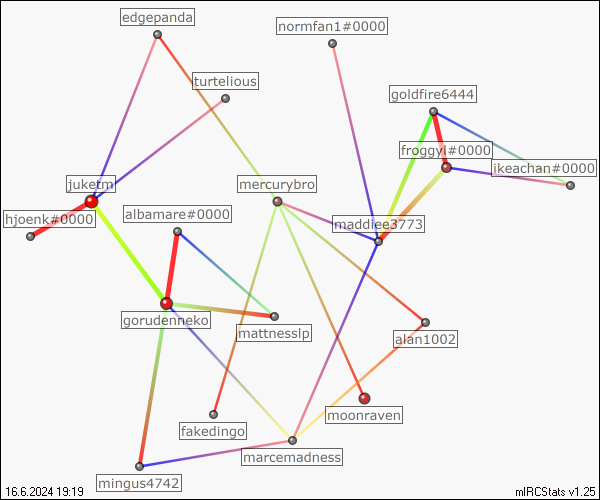 edgepanda
normfan1#0000
turtelious
goldfire6444
froggyl#0000
ikeachan#0000
juketm
mercurybro
hjoenk#0000
albamare#0000
maddiee3773
gorudenneko
mattnesslp
alan1002
moonraven
fakedingo
marcemadness
mingus4742
16.6.2024 19:19
mIRCStats v1.25